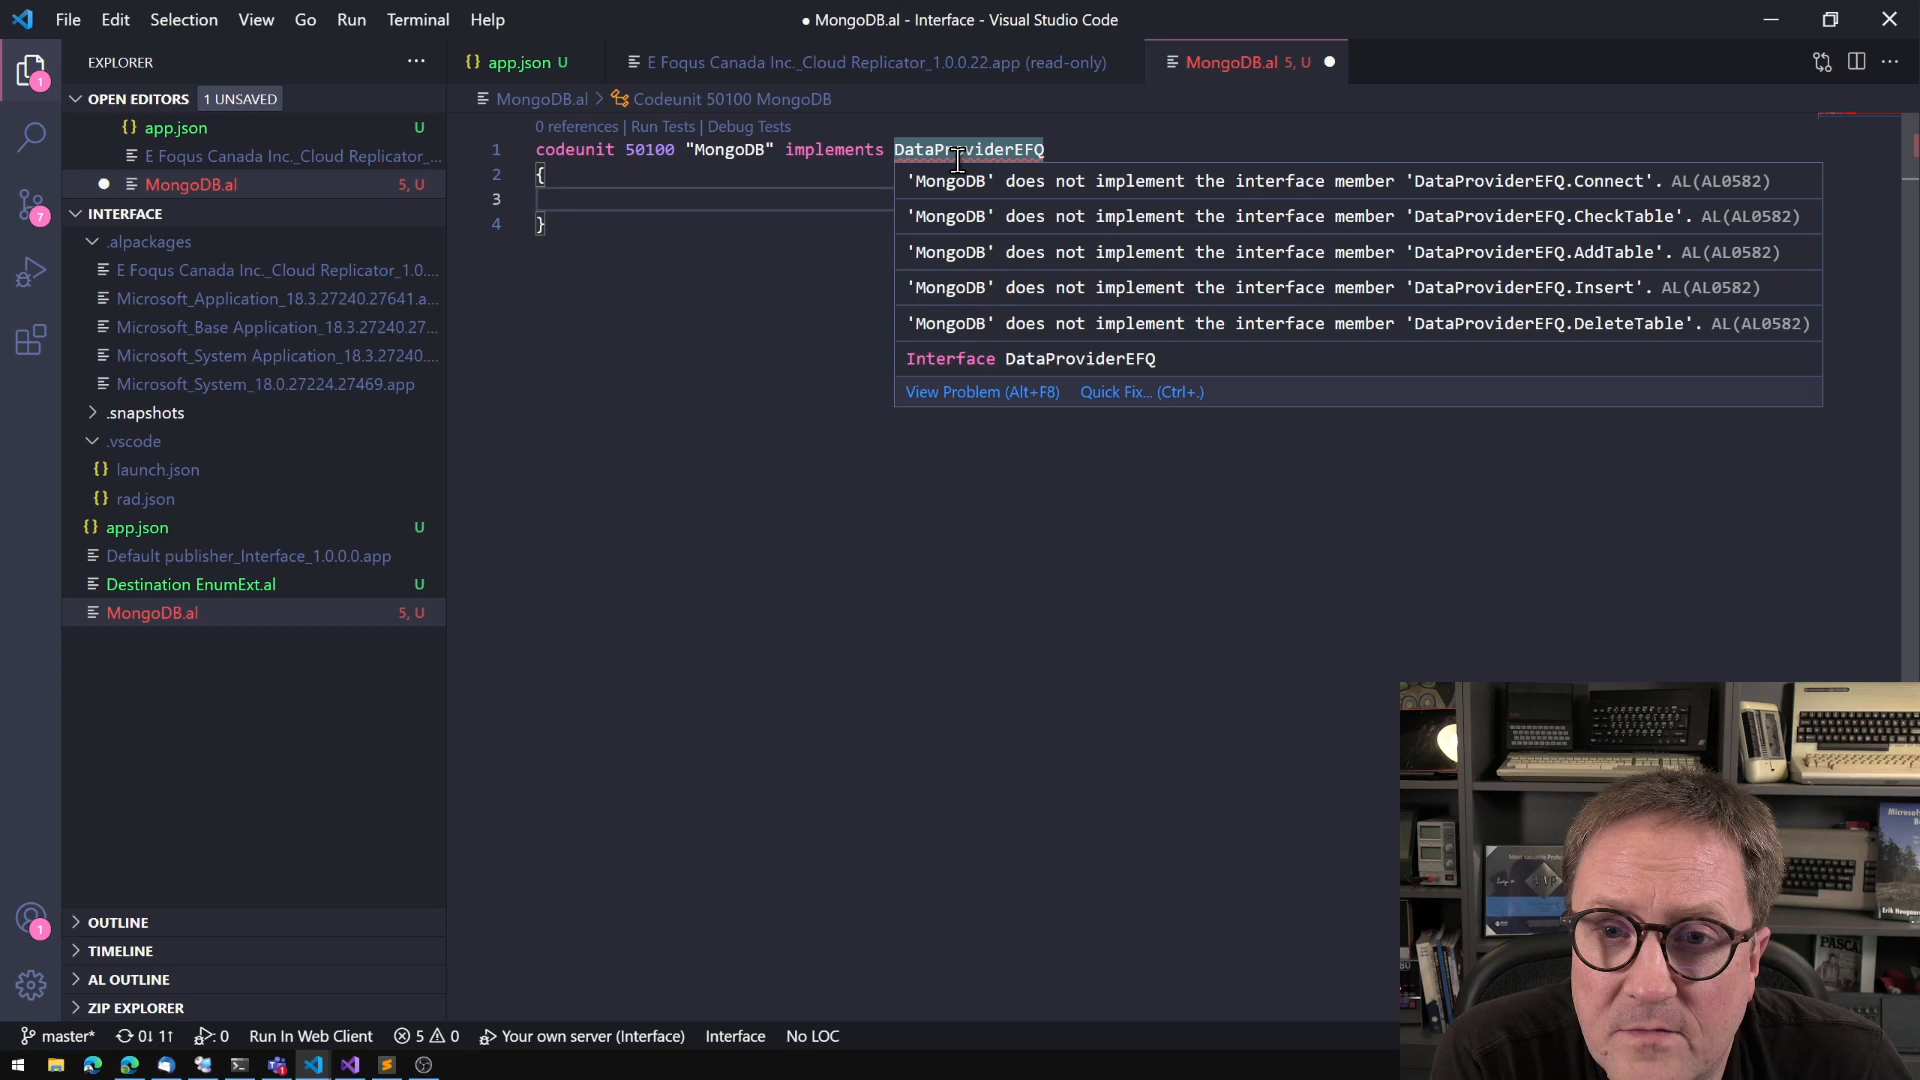 File Edit Selection View Go Run Terminal Help
● MongoDB.al - Interface - Visual Studio Code
EXPLORER
app.json U
E Foqus Canada Inc._Cloud Replicator_1.0.0.22.app (read-only)
MongoDB.al 5, U
OPEN EDITORS 1 UNSAVED
app.json U
E Foqus Canada Inc._Cloud Replicator_...
MongoDB.al 5, U
INTERFACE
.alpackages
E Foqus Canada Inc._Cloud Replicator_1.0....
Microsoft_Application_18.3.27240.27641.a...
Microsoft_Base Application_18.3.27240.27...
Microsoft_System Application_18.3.27240....
Microsoft_System_18.0.27224.27469.app
.snapshots
.vscode
launch.json
rad.json
app.json U
Default publisher_Interface_1.0.0.0.app
Destination EnumExt.al U
MongoDB.al 5, U
OUTLINE
TIMELINE
AL OUTLINE
ZIP EXPLORER
1
7
1
MongoDB.al > Codeunit 50100 MongoDB
0 references | Run Tests | Debug Tests
1 codeunit 50100 "MongoDB" implements DataProviderEFQ
2 {
3
4 }
'MongoDB' does not implement the interface member 'DataProviderEFQ.Connect'. AL(AL0582)
'MongoDB' does not implement the interface member 'DataProviderEFQ.CheckTable'. AL(AL0582)
'MongoDB' does not implement the interface member 'DataProviderEFQ.AddTable'. AL(AL0582)
'MongoDB' does not implement the interface member 'DataProviderEFQ.Insert'. AL(AL0582)
'MongoDB' does not implement the interface member 'DataProviderEFQ.DeleteTable'. AL(AL0582)
Interface DataProviderEFQ
View Problem (Alt+F8) Quick Fix... (Ctrl+.)
PASCAL
master* 0↓ 1↑ : 0 Run In Web Client 5 0 Your own server (Interface) Interface No LOC